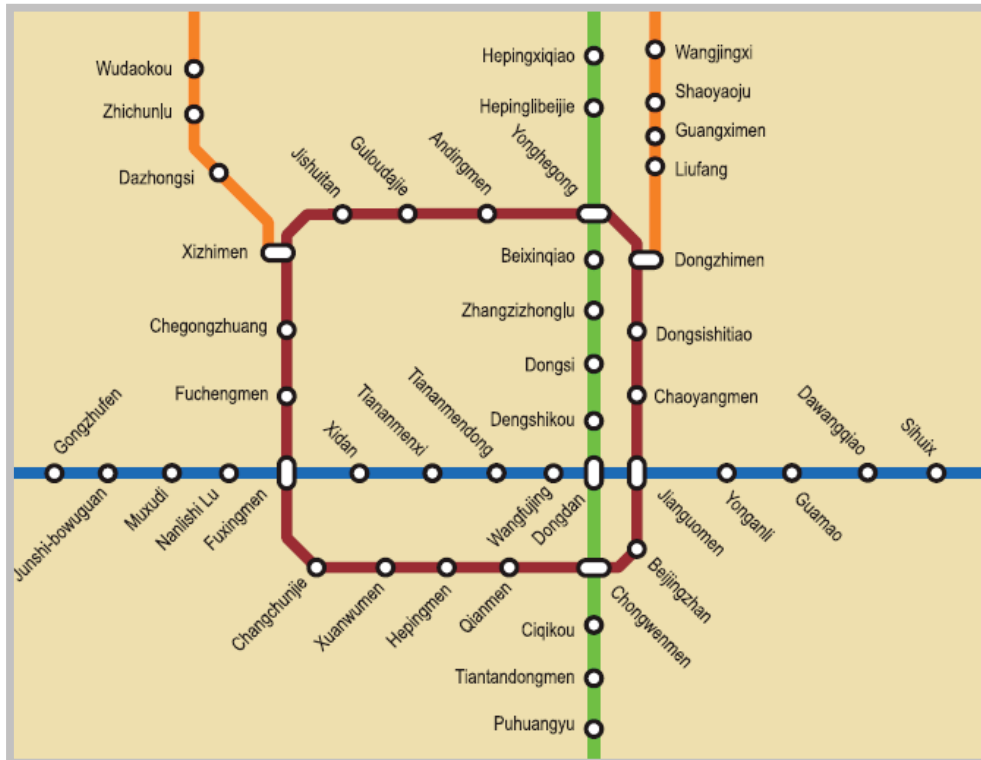 Wudaokou
Zhichunlu
Dazhongsi
Xizhimen
Jishuitan
Guloudajie
Andingmen
Yonghegong
Hepingxiqiao
Hepinglibeijie
Wangjingxi
Shaoyaoju
Guangximen
Liufang
Dongzhimen
Beixinqiao
Zhangzizhonglu
Dongsi
Dengshikou
Dongsishitiao
Chaoyangmen
Chegongzhuang
Fuchengmen
Gongzhufen
Junshi-bowuguan
Muxudi
Nanlishi Lu
Fuxingmen
Xidan
Tiananmenxi
Tiananmendong
Wangfujing
Dongdan
Jianguomen
Yonganli
Guamao
Dawangqiao
Sihuix
Changchunjie
Xuanwumen
Hepingmen
Qianmen
Chongwenmen
Beijingzhan
Ciqikou
Tiantandongmen
Puhuangyu